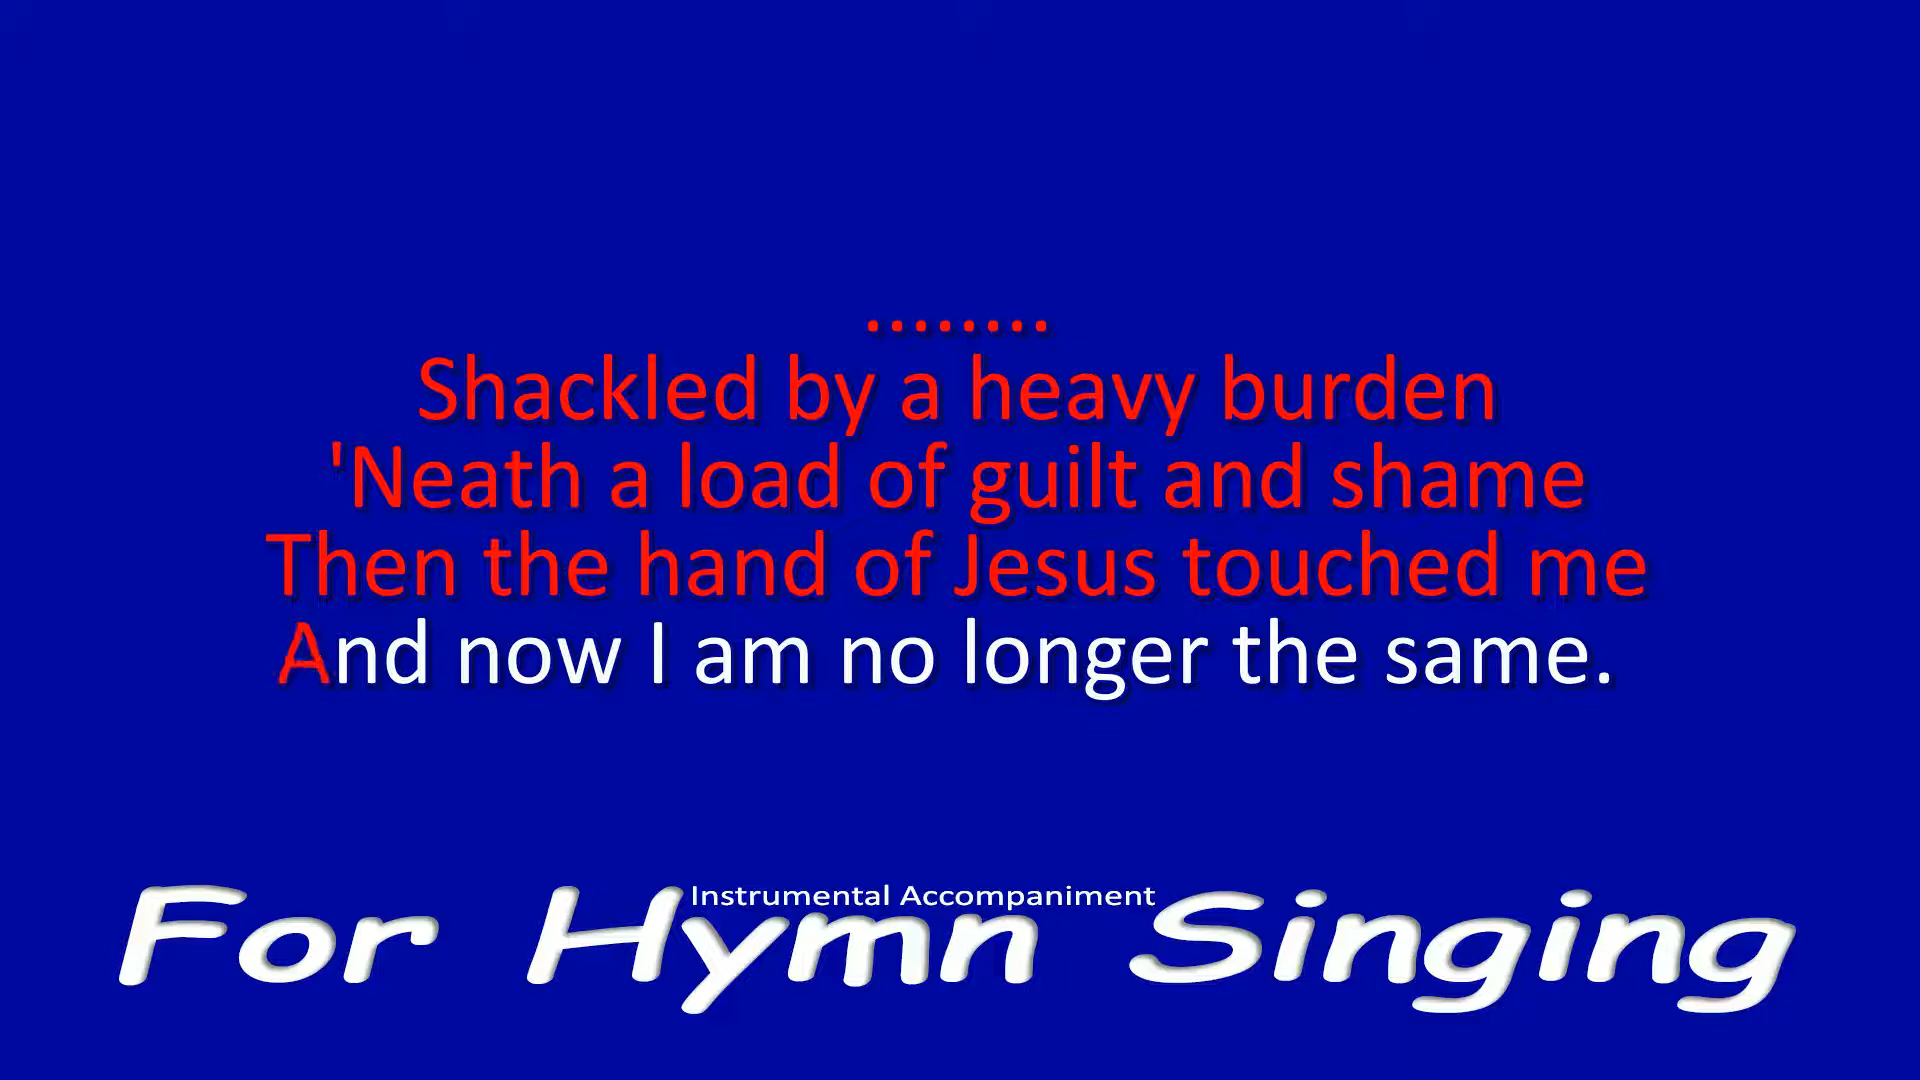 ........
Shackled by a heavy burden
'Neath a load of guilt and shame
Then the hand of Jesus touched me
And now I am no longer the same.
Instrumental Accompaniment
For Hymn Singing